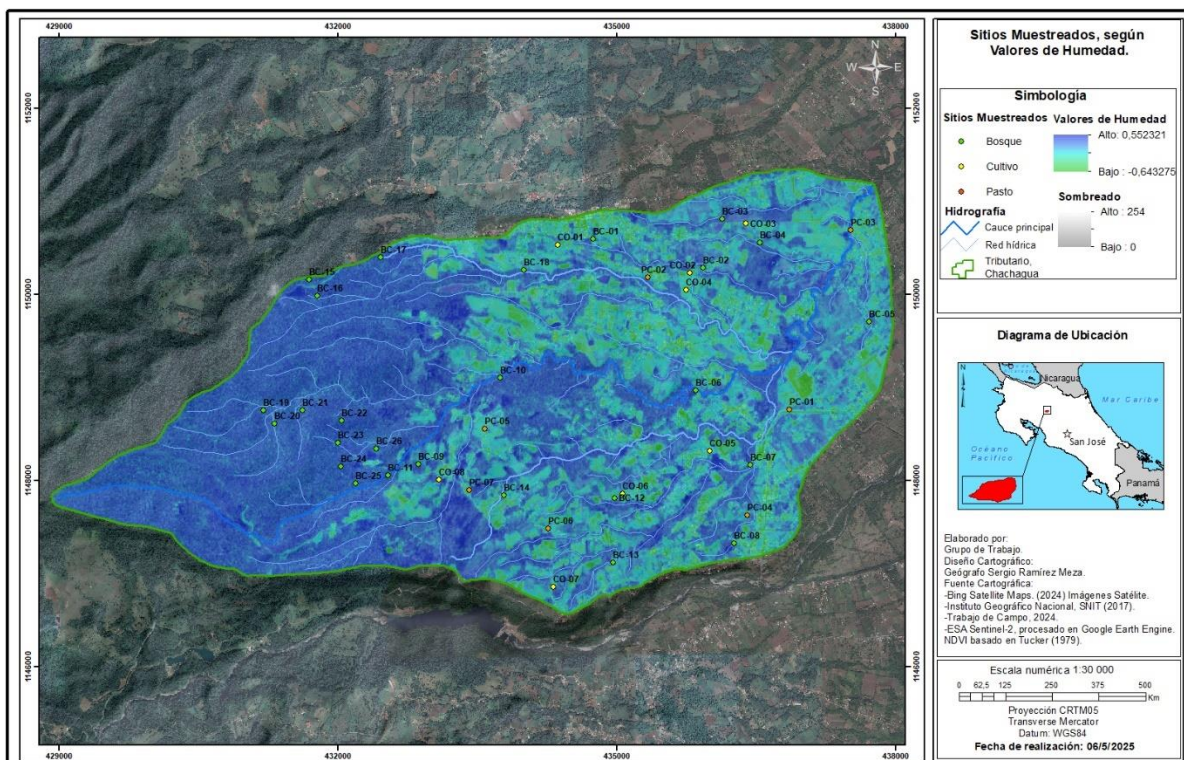 429000
432000
435000
438000
1152000
1150000
1148000
1146000
1152000
1150000
1148000
1146000
429000
432000
435000
438000
N
W
E
S
BC-03
CO-03
PC-03
BC-04
CO-01
BC-01
BC-17
BC-18
BC-02
CO-02
PC-02
CO-04
BC-15
BC-16
BC-05
BC-10
BC-06
PC-01
BC-19
BC-21
BC-20
BC-22
PC-05
BC-23
BC-26
CO-05
BC-24
BC-09
BC-07
BC-25
BC-11
CO-08
PC-07
BC-14
CO-06
BC-12
PC-04
PC-06
BC-08
BC-13
CO-07
Sitios Muestreados, según
Valores de Humedad.
Simbología
Sitios Muestreados
Bosque
Cultivo
Pasto
Hidrografía
Cauce principal
Red hídrica
Tributario,
Chachagua
Valores de Humedad
Alto: 0,552321
Bajo : -0,643275
Sombreado
Alto : 254
Bajo : 0
Diagrama de Ubicación
N
Nicaragua
Mar Caribe
San José
Océano
Pacífico
Panamá
Elaborado por:
Grupo de Trabajo.
Diseño Cartográfico:
Geógrafo Sergio Ramírez Meza.
Fuente Cartográfica:
-Bing Satellite Maps. (2024) Imágenes Satélite.
-Instituto Geográfico Nacional, SNIT (2017).
-Trabajo de Campo, 2024.
-ESA Sentinel-2, procesado en Google Earth Engine.
NDVI basado en Tucker (1979).
Escala numérica 1:30 000
0 62,5 125 250 375 500
Km
Proyección CRTM05
Transverse Mercator
Datum: WGS84
Fecha de realización: 06/5/2025